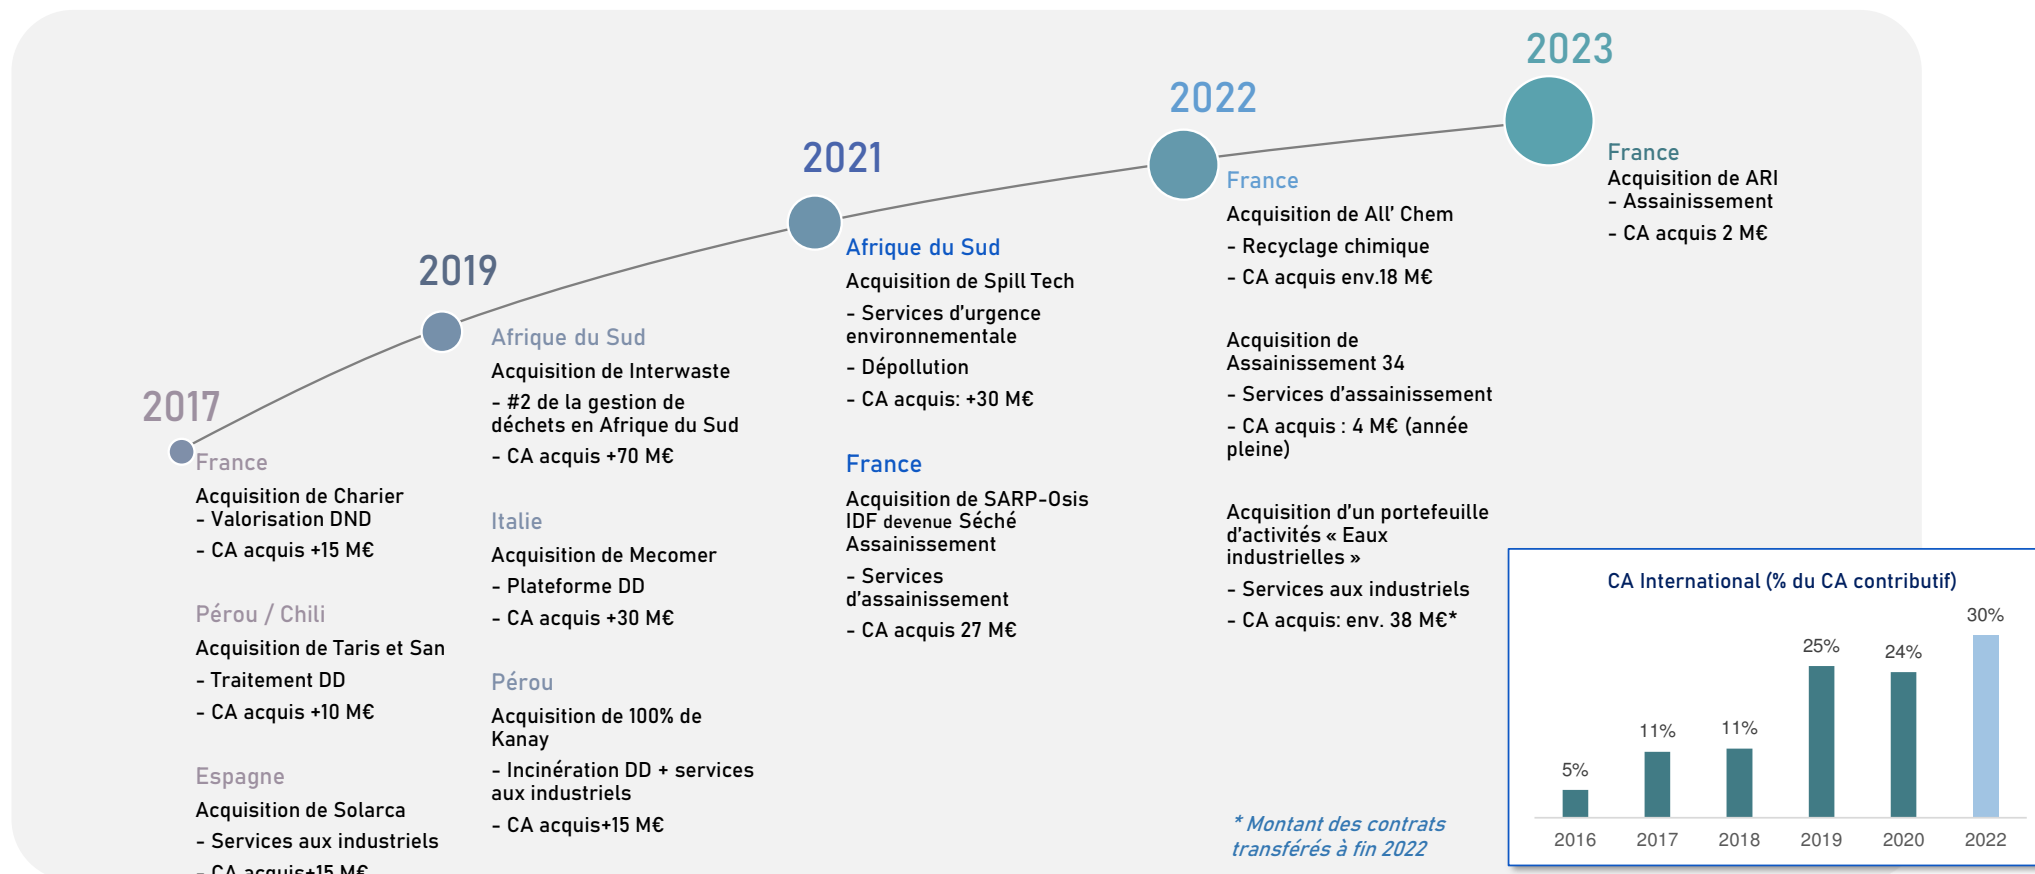 2017
France
Acquisition de Charier
- Valorisation DND
- CA acquis +15 M€
Pérou / Chili
Acquisition de Taris et San
- Traitement DD
- CA acquis +10 M€
Espagne
Acquisition de Solarca
- Services aux industriels
- CA acquis+15 M€
2019
Afrique du Sud
Acquisition de Interwaste
- #2 de la gestion de
déchets en Afrique du Sud
- CA acquis +70 M€
Italie
Acquisition de Mecomer
- Plateforme DD
- CA acquis +30 M€
Pérou
Acquisition de 100% de
Kanay
- Incinération DD + services
aux industriels
- CA acquis+15 M€
2021
Afrique du Sud
Acquisition de Spill Tech
- Services d’urgence
environnementale
- Dépollution
- CA acquis: +30 M€
France
Acquisition de SARP-Osis
IDF devenue Séché
Assainissement
- Services
d’assainissement
- CA acquis 27 M€
2022
France
Acquisition de All’ Chem
- Recyclage chimique
- CA acquis env.18 M€
Acquisition de
Assainissement 34
- Services d’assainissement
- CA acquis : 4 M€ (année
pleine)
Acquisition d’un portefeuille
d’activités « Eaux
industrielles »
- Services aux industriels
- CA acquis: env. 38 M€*
* Montant des contrats
transférés à fin 2022
2023
France
Acquisition de ARI
- Assainissement
- CA acquis 2 M€
CA International (% du CA contributif)
5%
11%
11%
25%
24%
30%
2016
2017
2018
2019
2020
2022